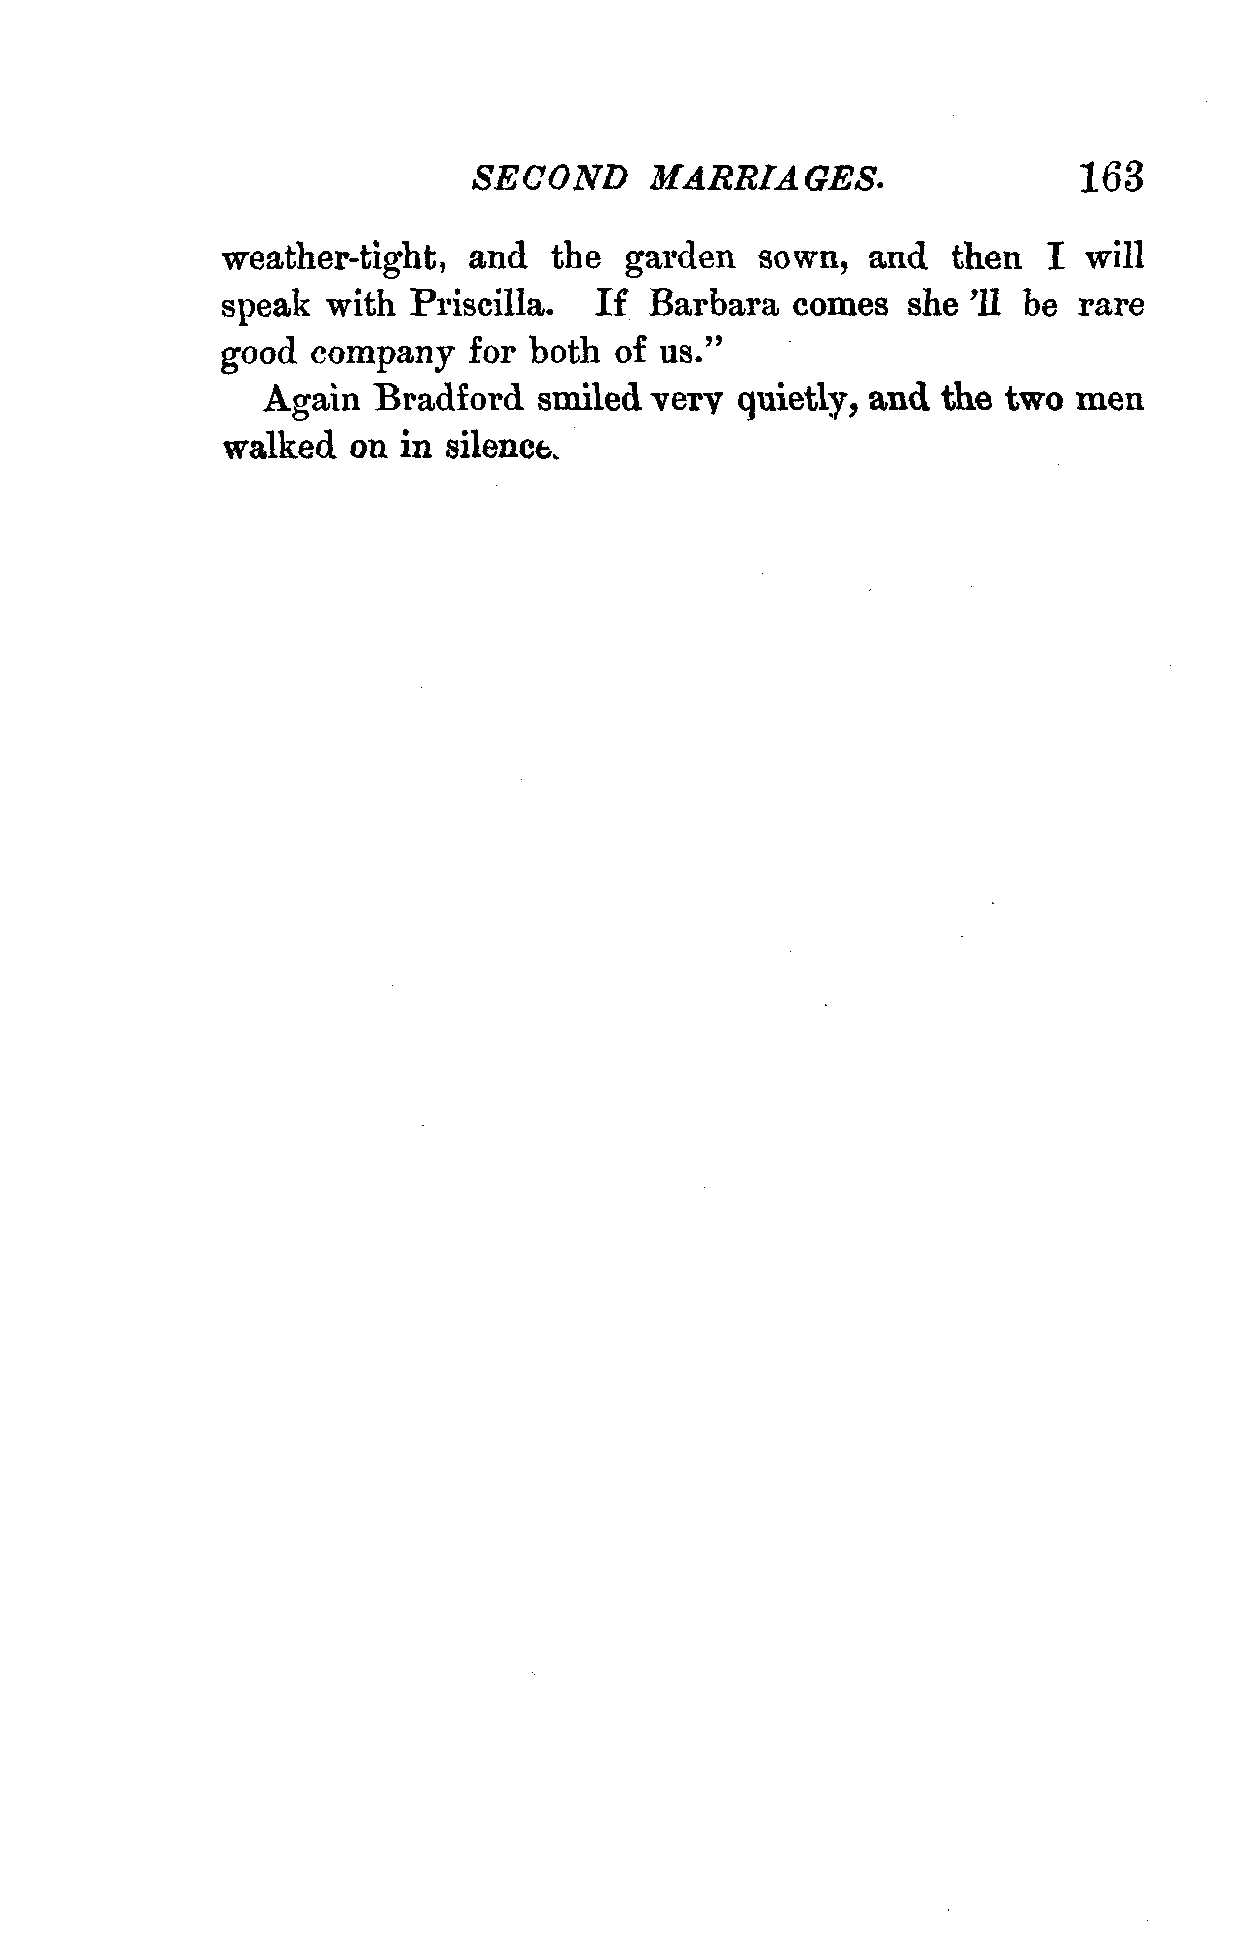 SECOND MARRIAGES. 163
weather-tight, and the garden sown, and then I will
speak with Priscilla. If Barbara comes she 'll be rare
good company for both of us."
Again Bradford smiled very quietly, and the two men
walked on in silence.